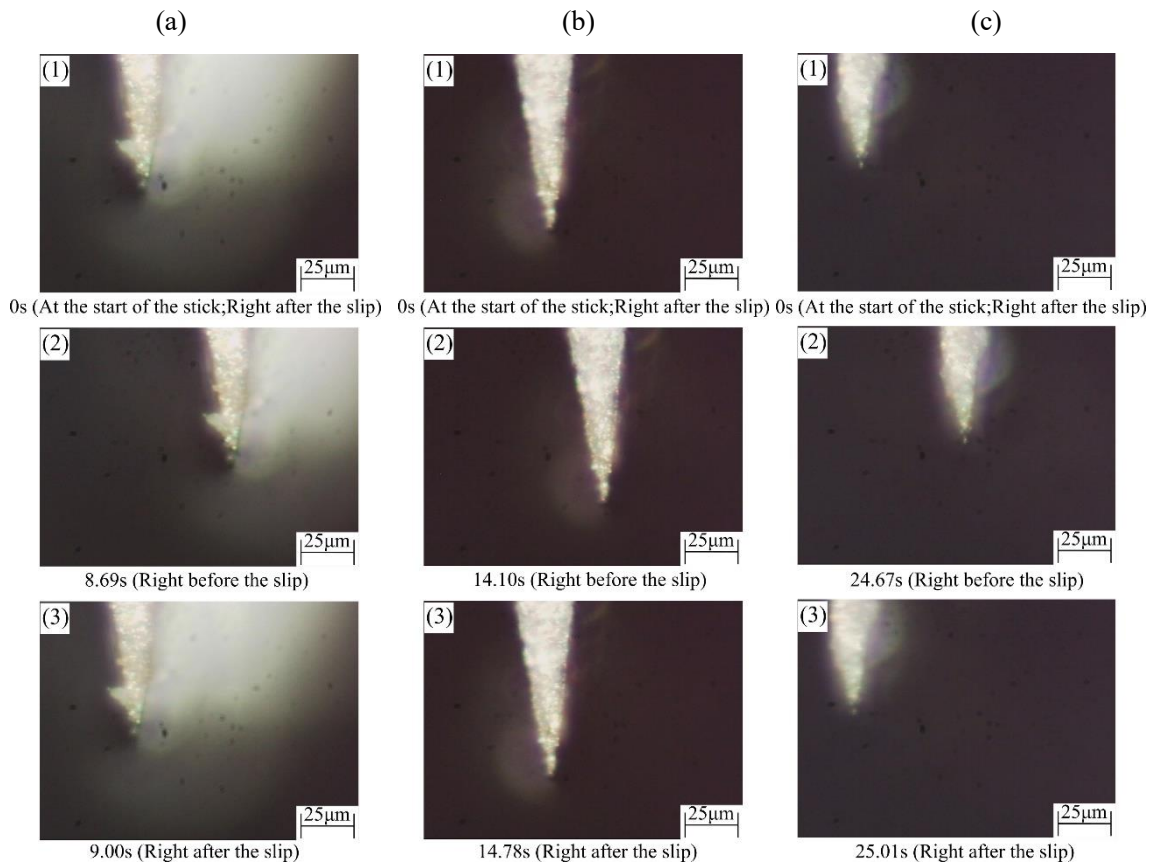 (a) (b) (c)
(1) (1) (1)
25μm 25μm 25μm
0s (At the start of the stick;Right after the slip) 0s (At the start of the stick;Right after the slip) 0s (At the start of the stick;Right after the slip)
(2) (2) (2)
25μm 25μm 25μm
8.69s (Right before the slip) 14.10s (Right before the slip) 24.67s (Right before the slip)
(3) (3) (3)
25μm 25μm 25μm
9.00s (Right after the slip) 14.78s (Right after the slip) 25.01s (Right after the slip)